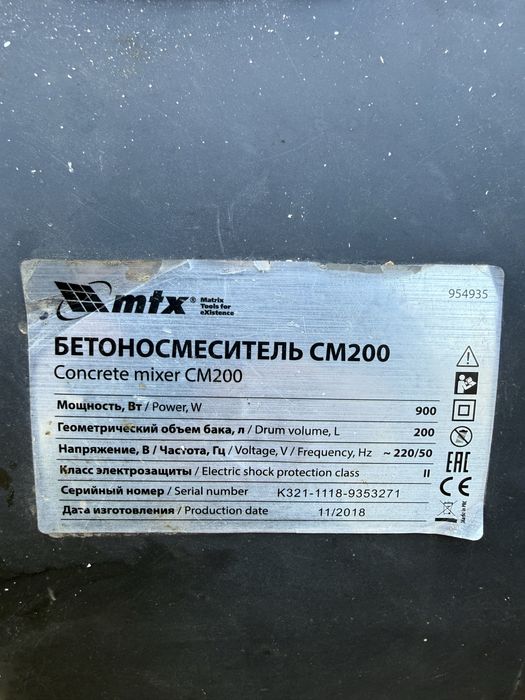 mtx® Matrix Tools for eXistence
954935
БЕТОНОСМЕСИТЕЛЬ СМ200
Concrete mixer CM200
Мощность, Вт / Power, W 900
Геометрический объем бака, л / Drum volume, L 200
Напряжение, В / Частота, Гц / Voltage, V / Frequency, Hz ~ 220/50
Класс электрозащиты / Electric shock protection class II
Серийный номер / Serial number K321-1118-9353271
Дата изготовления / Production date 11/2018
EAC
CE